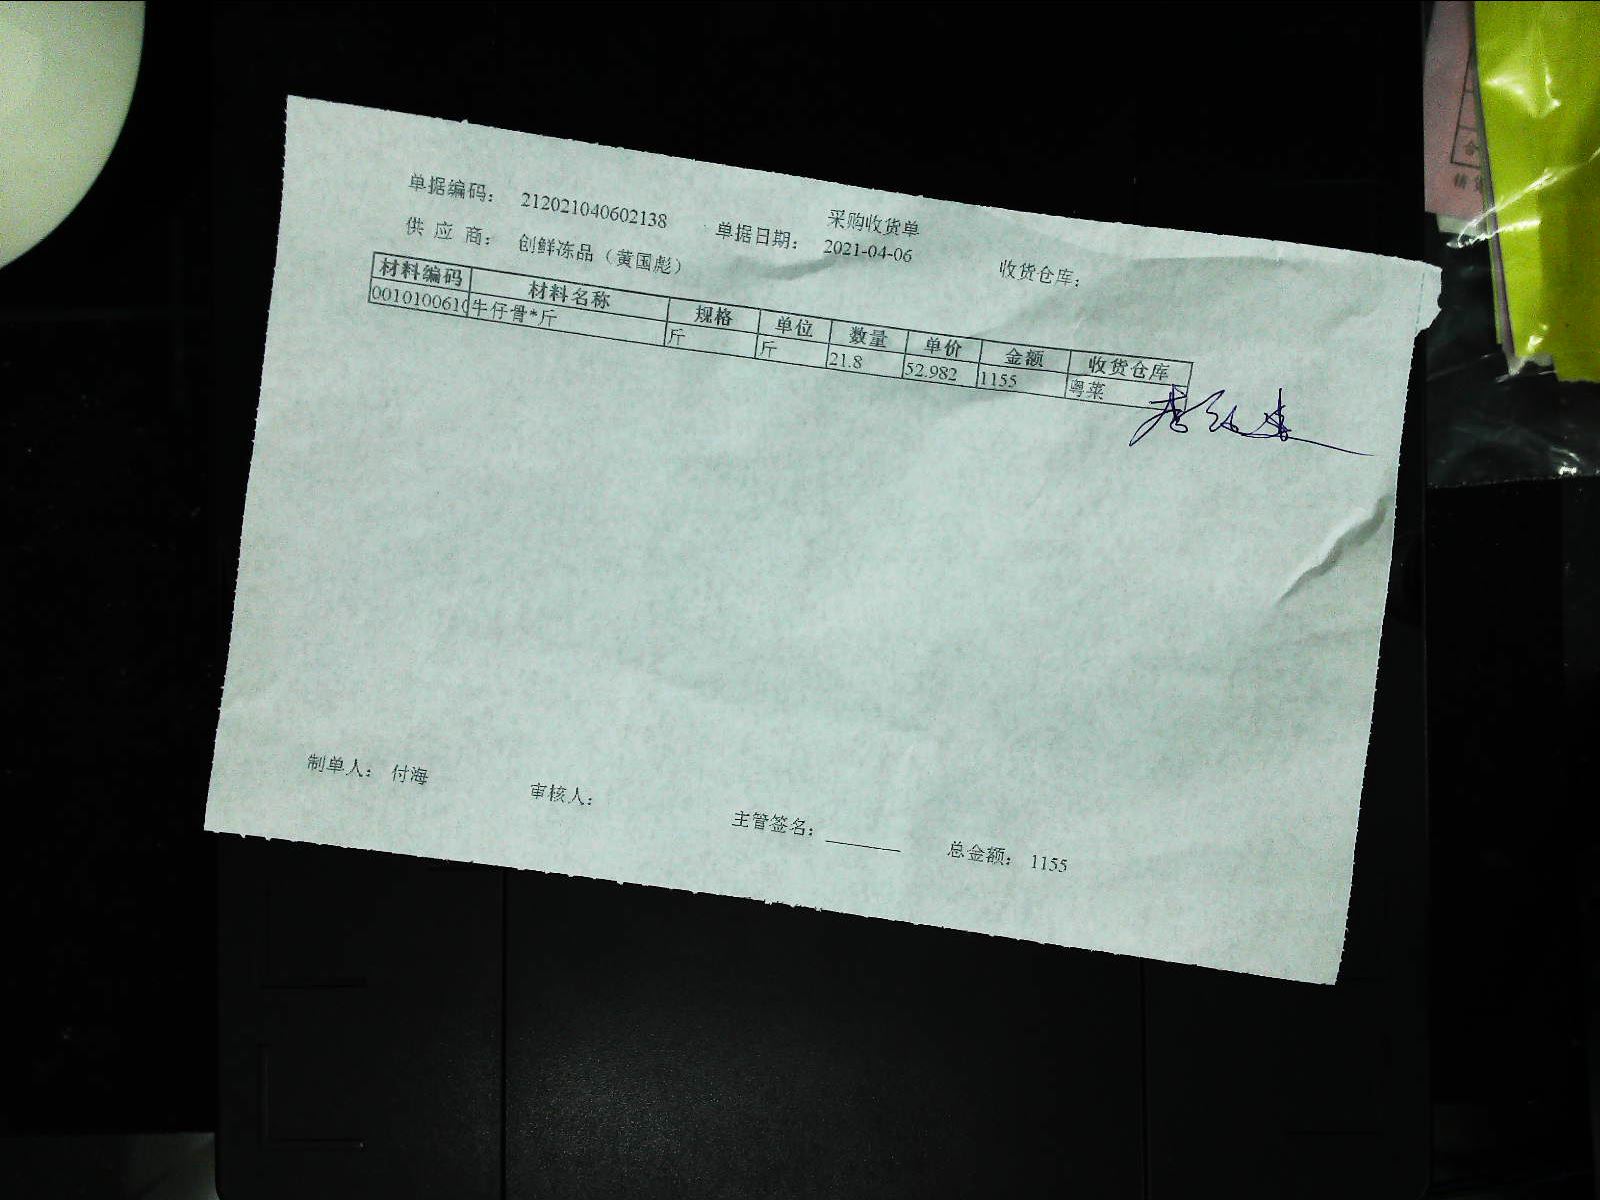 采购收货单
单据编码： 212021040602138 单据日期： 2021-04-06 收货仓库：
供 应 商： 创鲜冻品（黄国彪）
材料编码 材料名称 规格 单位 数量 单价 金额 收货仓库
0010100610 牛仔骨*斤 斤 斤 21.8 52.982 1155 粤菜
制单人： 付海 审核人： 主管签名： 总金额： 1155